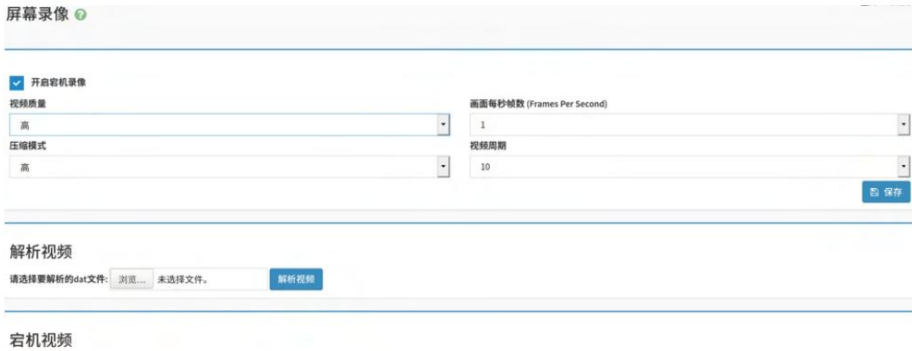 屏幕录像
开启宕机录像
视频质量
画面每秒帧数 (Frames Per Second)
高
1
压缩模式
视频周期
高
10
保存
解析视频
请选择要解析的dat文件: 浏览... 未选择文件。 解析视频
宕机视频